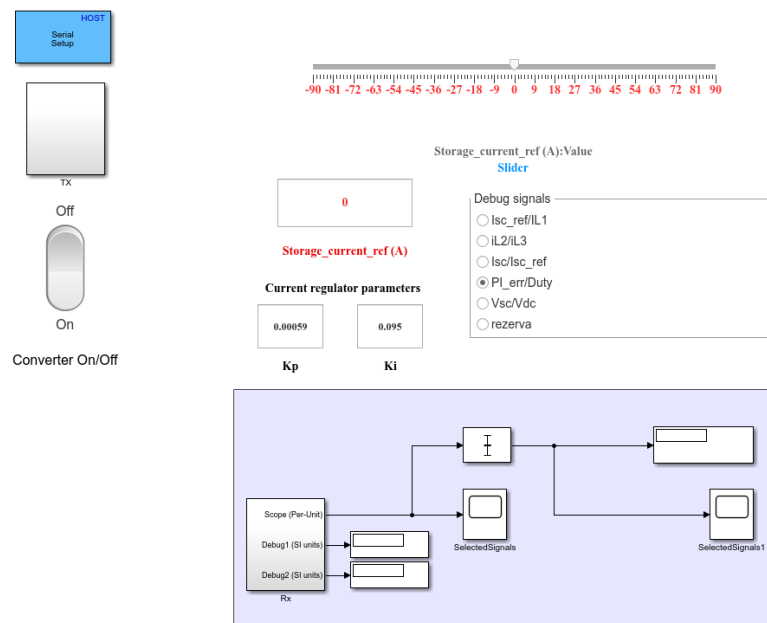 HOST
Serial
Setup
TX
Off
On
Converter On/Off
-90 -81 -72 -63 -54 -45 -36 -27 -18 -9 0 9 18 27 36 45 54 63 72 81 90
Storage_current_ref (A):Value
Slider
0
Storage_current_ref (A)
Current regulator parameters
0.00059
0.095
Kp
Ki
Debug signals
Isc_ref/IL1
iL2/iL3
Isc/Isc_ref
PI_err/Duty
Vsc/Vdc
rezerva
Scope (Per-Unit)
Debug1 (SI units)
Debug2 (SI units)
Rx
SelectedSignals
SelectedSignals1